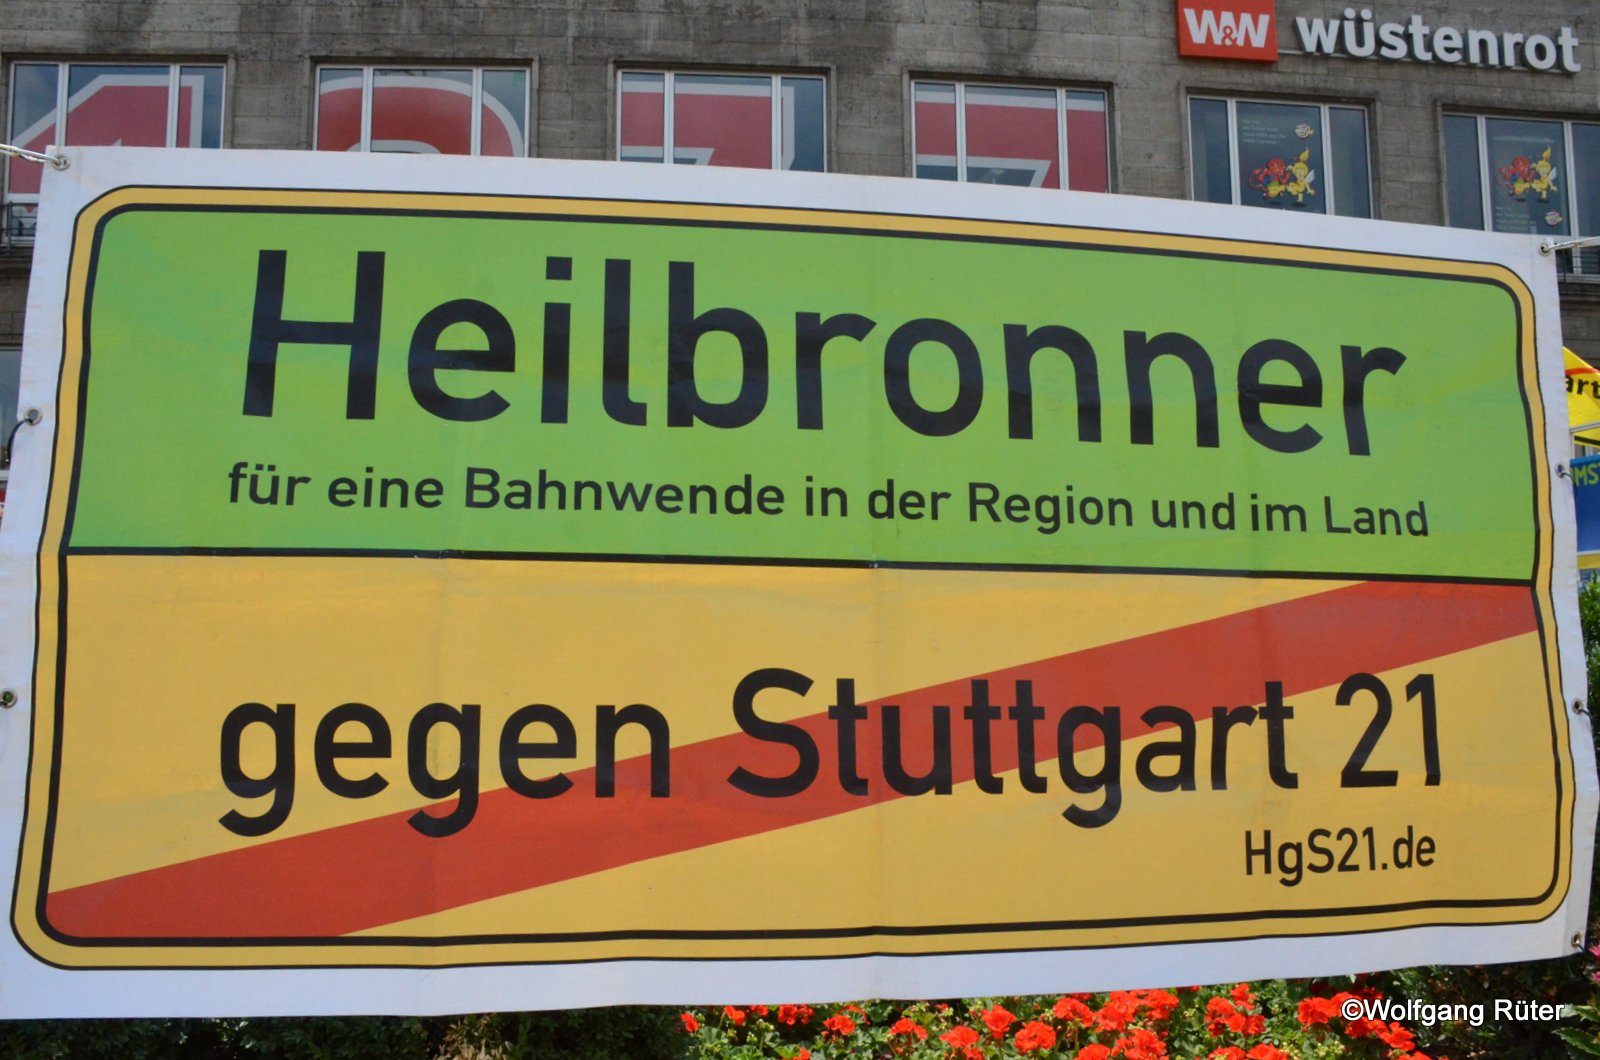 W&W wüstenrot
Heilbronner
für eine Bahnwende in der Region und im Land
gegen Stuttgart 21
HgS21.de
©Wolfgang Rüter